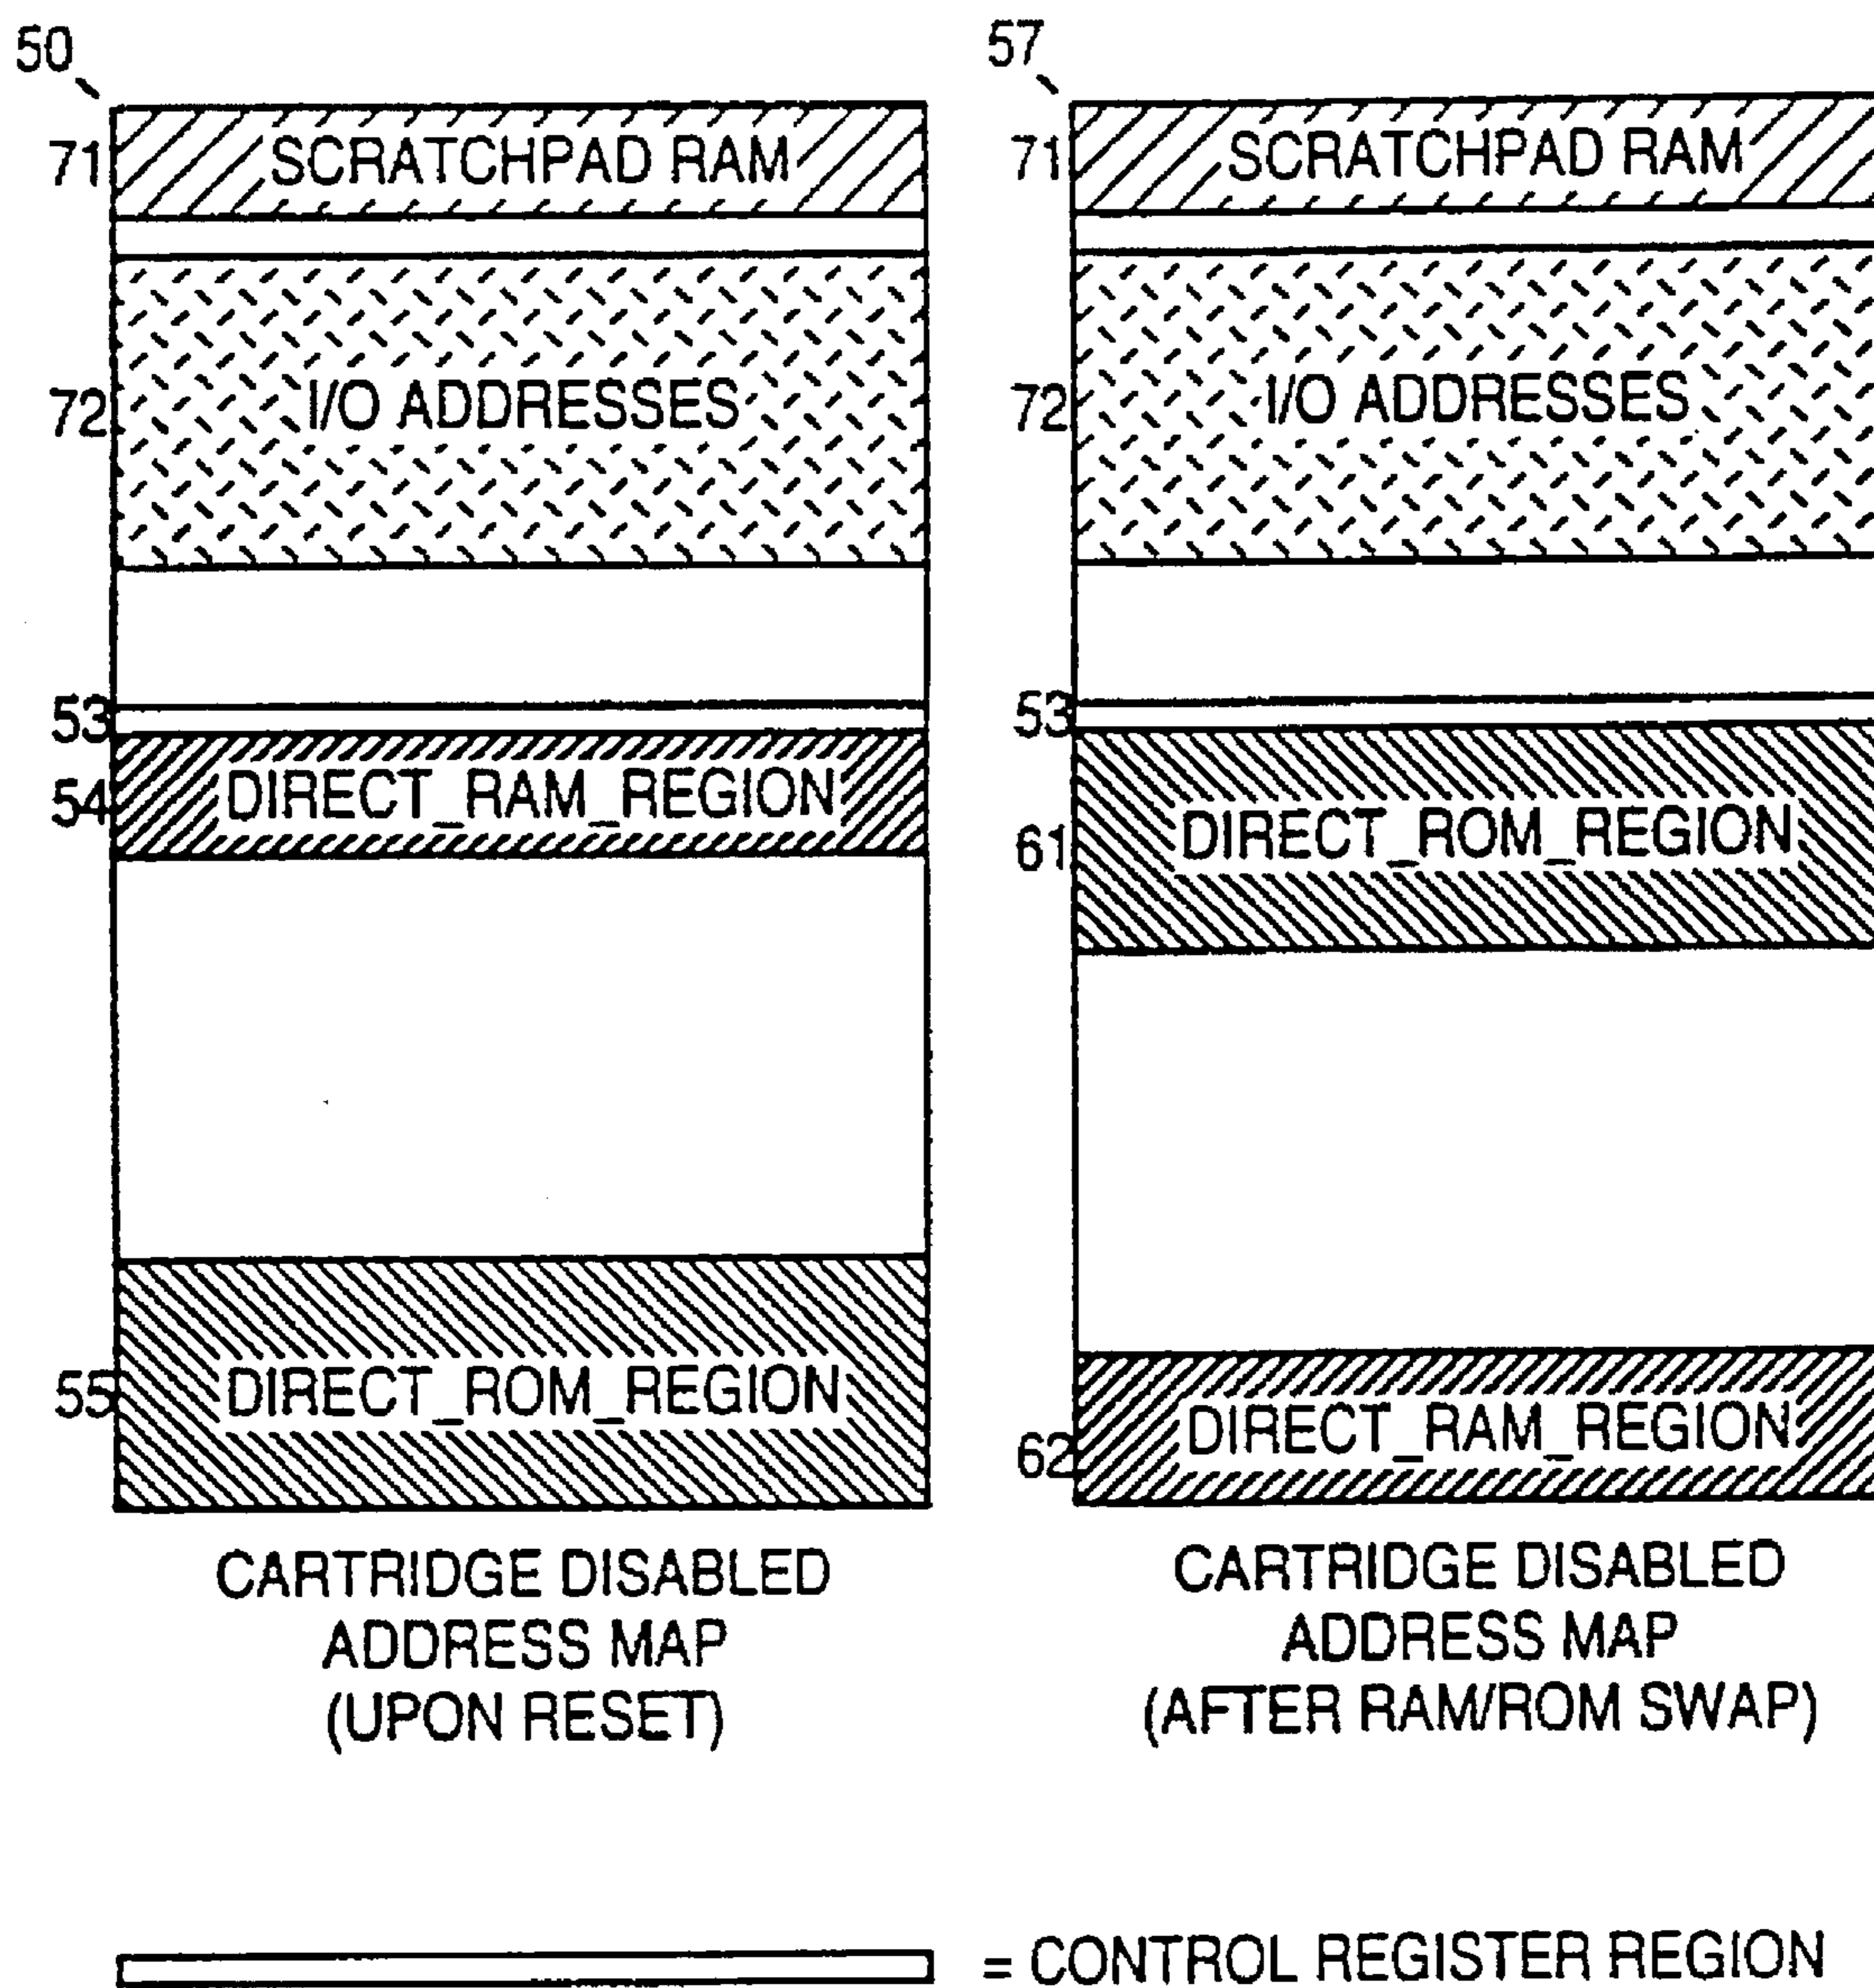 50
71 SCRATCHPAD RAM
72 I/O ADDRESSES
53
54 DIRECT_RAM_REGION
55 DIRECT_ROM_REGION
CARTRIDGE DISABLED
ADDRESS MAP
(UPON RESET)
57
71 SCRATCHPAD RAM
72 I/O ADDRESSES
53
61 DIRECT_ROM_REGION
62 DIRECT_RAM_REGION
CARTRIDGE DISABLED
ADDRESS MAP
(AFTER RAM/ROM SWAP)
= CONTROL REGISTER REGION